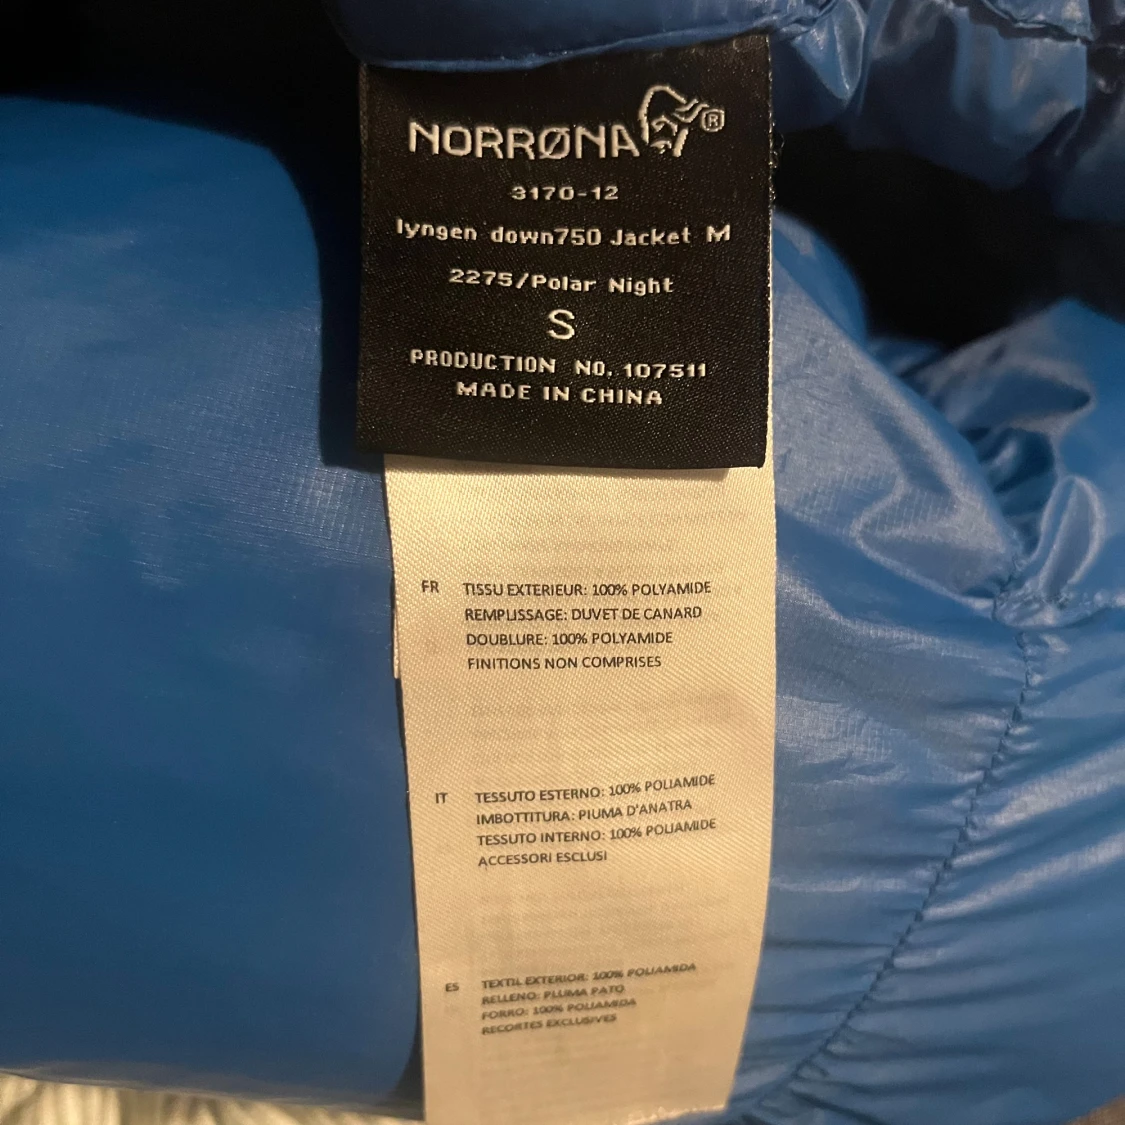 NORRØNA®
3170-12
lyngen down750 Jacket M
2275/Polar Night
S
PRODUCTION NO. 107511
MADE IN CHINA
FR TISSU EXTERIEUR: 100% POLYAMIDE
REMPLISSAGE: DUVET DE CANARD
DOUBLURE: 100% POLYAMIDE
FINITIONS NON COMPRISES
IT TESSUTO ESTERNO: 100% POLIAMIDE
IMBOTTITURA: PIUMA D'ANATRA
TESSUTO INTERNO: 100% POLIAMIDE
ACCESSORI ESCLUSI
ES TEXTIL EXTERIOR: 100% POLIAMIDA
RELLENO: PLUMA PATO
FORRO: 100% POLIAMIDA
RECORTES EXCLUSIVES